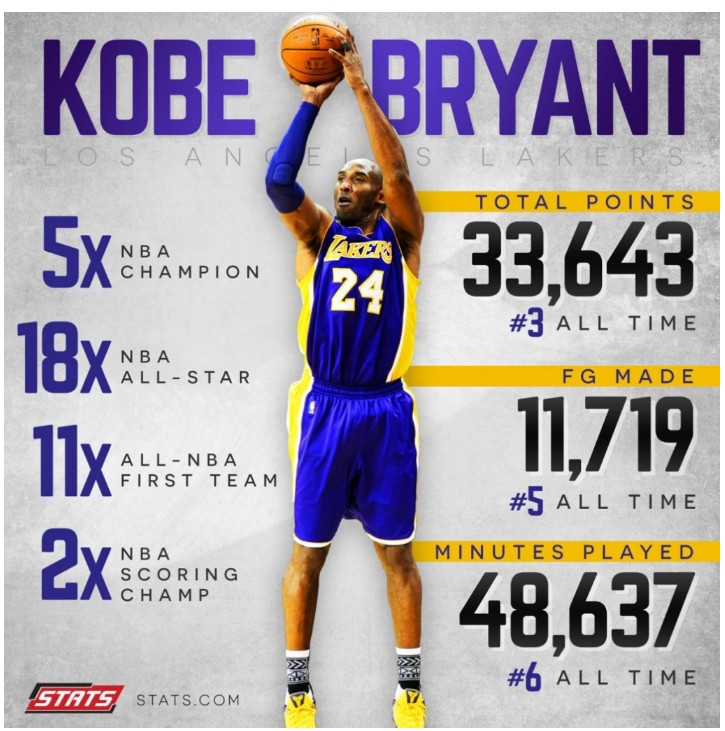 KOBE BRYANT
LOS ANGELES LAKERS
5X NBA
CHAMPION
18X NBA
ALL-STAR
11X ALL-NBA
FIRST TEAM
2X NBA
SCORING
CHAMP
LAKERS
24
TOTAL POINTS
33,643
#3 ALL TIME
FG MADE
11,719
#5 ALL TIME
MINUTES PLAYED
48,637
#6 ALL TIME
STATS STATS.COM